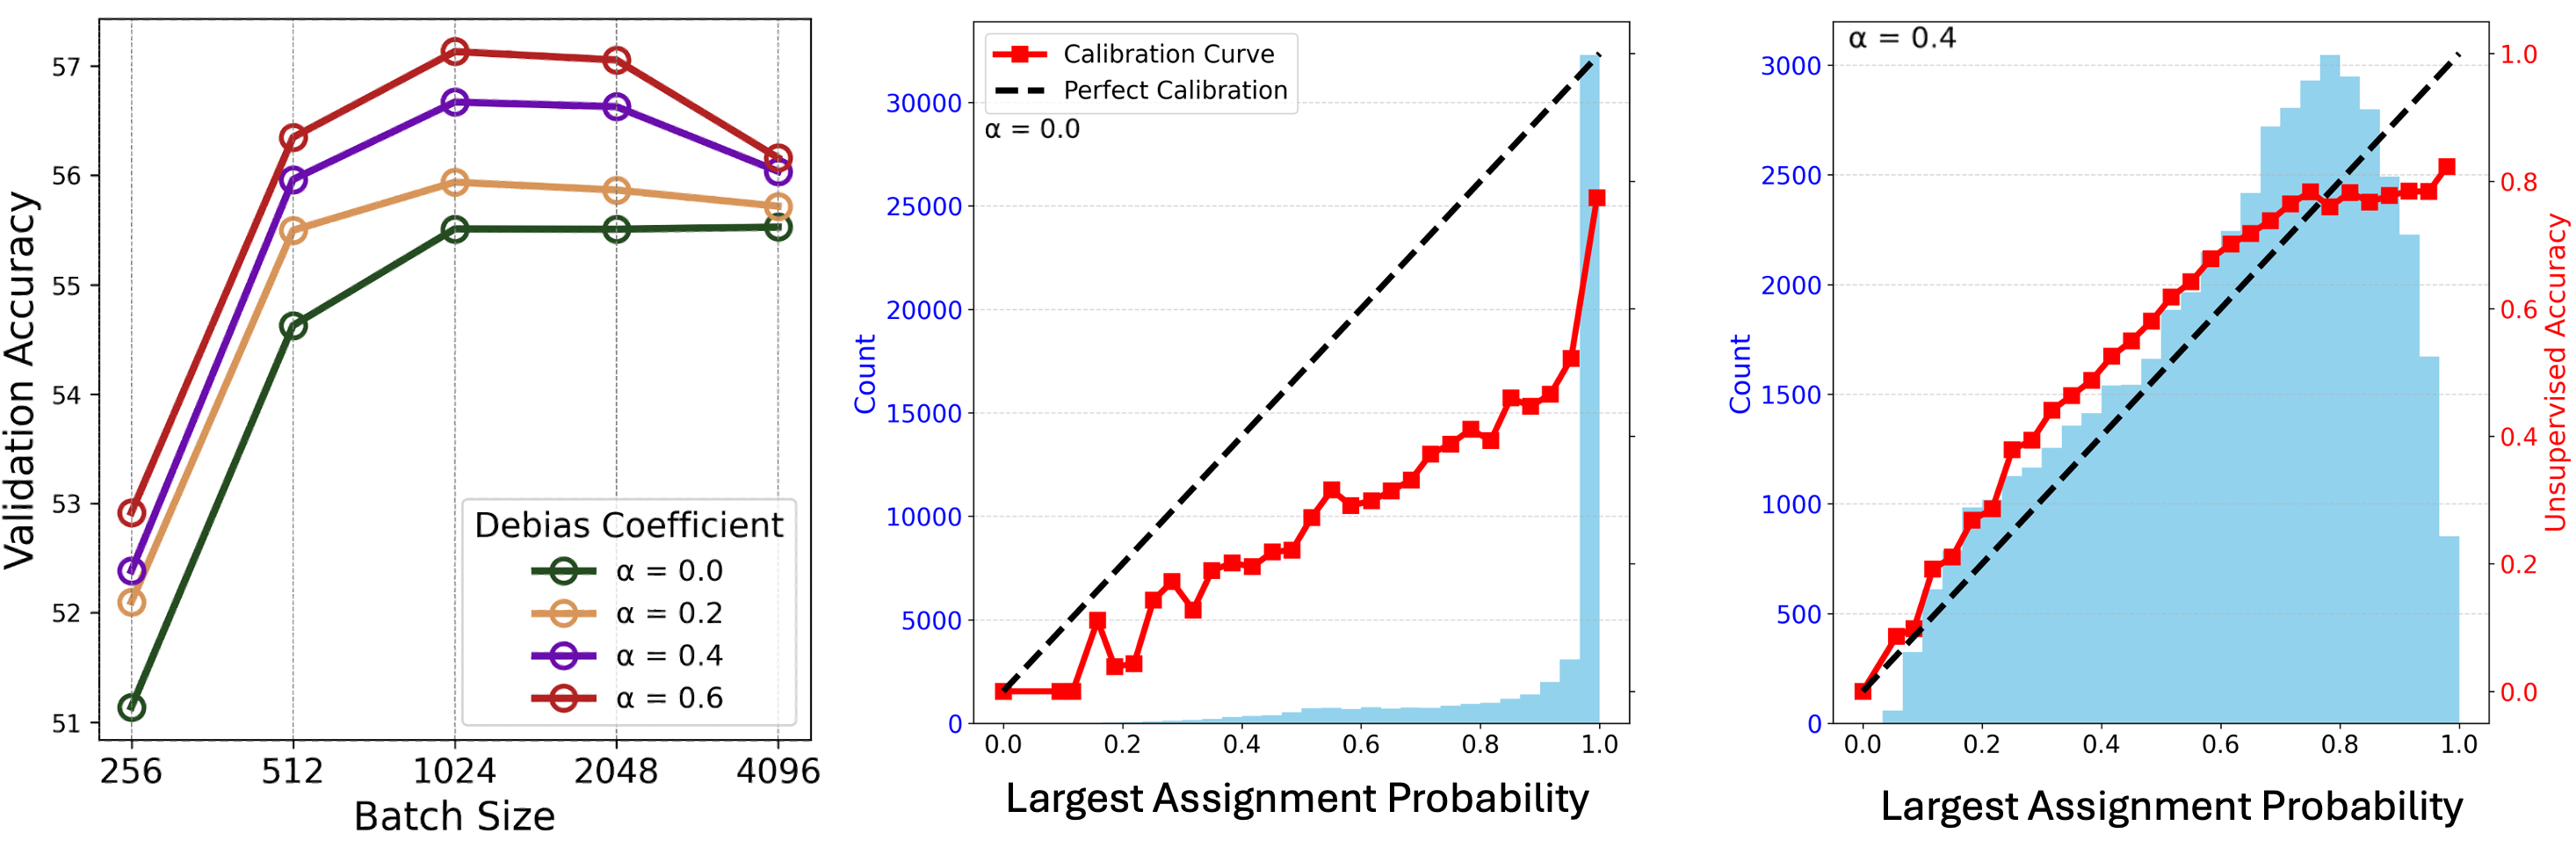 Validation Accuracy
57
56
55
54
53
52
51
256 512 1024 2048 4096
Batch Size
Debias Coefficient
α = 0.0
α = 0.2
α = 0.4
α = 0.6
Calibration Curve
Perfect Calibration
α = 0.0
Count
30000
25000
20000
15000
10000
5000
0
0.0 0.2 0.4 0.6 0.8 1.0
Largest Assignment Probability
α = 0.4
Count
3000
2500
2000
1500
1000
500
0
0.0 0.2 0.4 0.6 0.8 1.0
Largest Assignment Probability
1.0
0.8
0.6
0.4
0.2
0.0
Unsupervised Accuracy